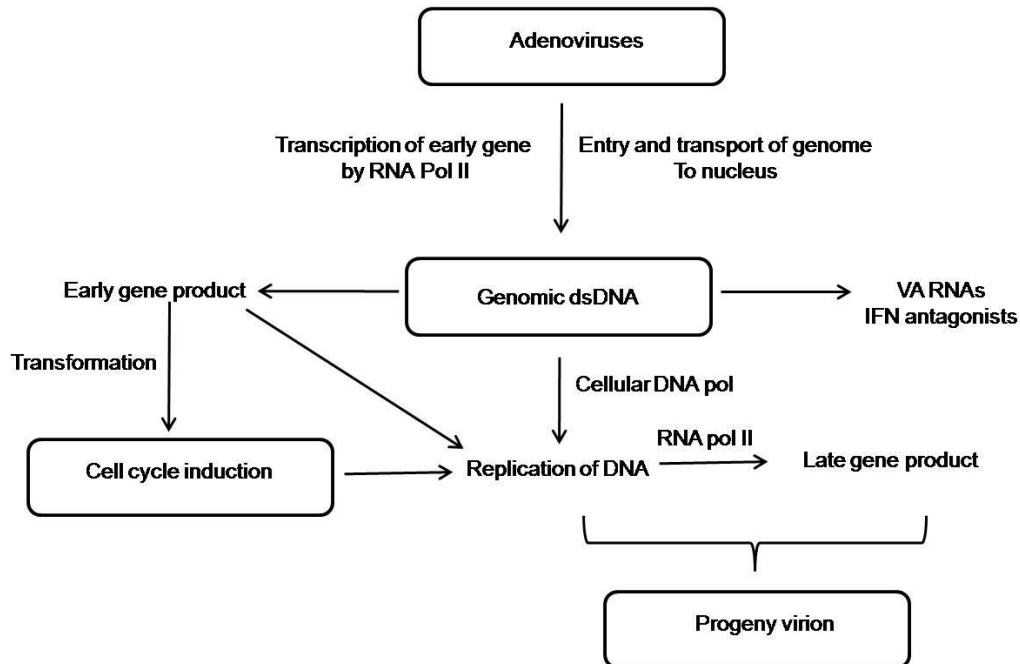 Adenoviruses
Transcription of early gene
by RNA Pol II
Entry and transport of genome
To nucleus
Early gene product
Genomic dsDNA
VA RNAs
IFN antagonists
Transformation
Cellular DNA pol
RNA pol II
Cell cycle induction
Replication of DNA
Late gene product
Progeny virion